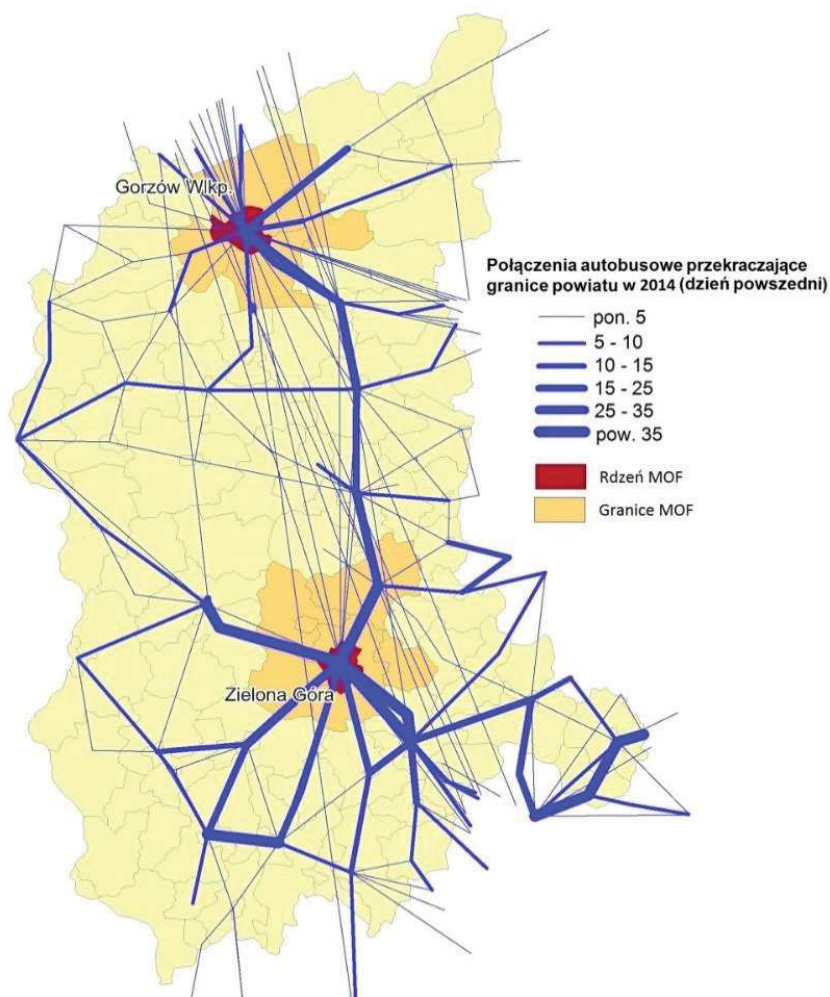 Gorzów Wlkp.
Połączenia autobusowe przekraczające
granice powiatu w 2014 (dzień powszedni)
pon. 5
5 - 10
10 - 15
15 - 25
25 - 35
pow. 35
Rdzeń MOF
Granice MOF
Zielona Góra